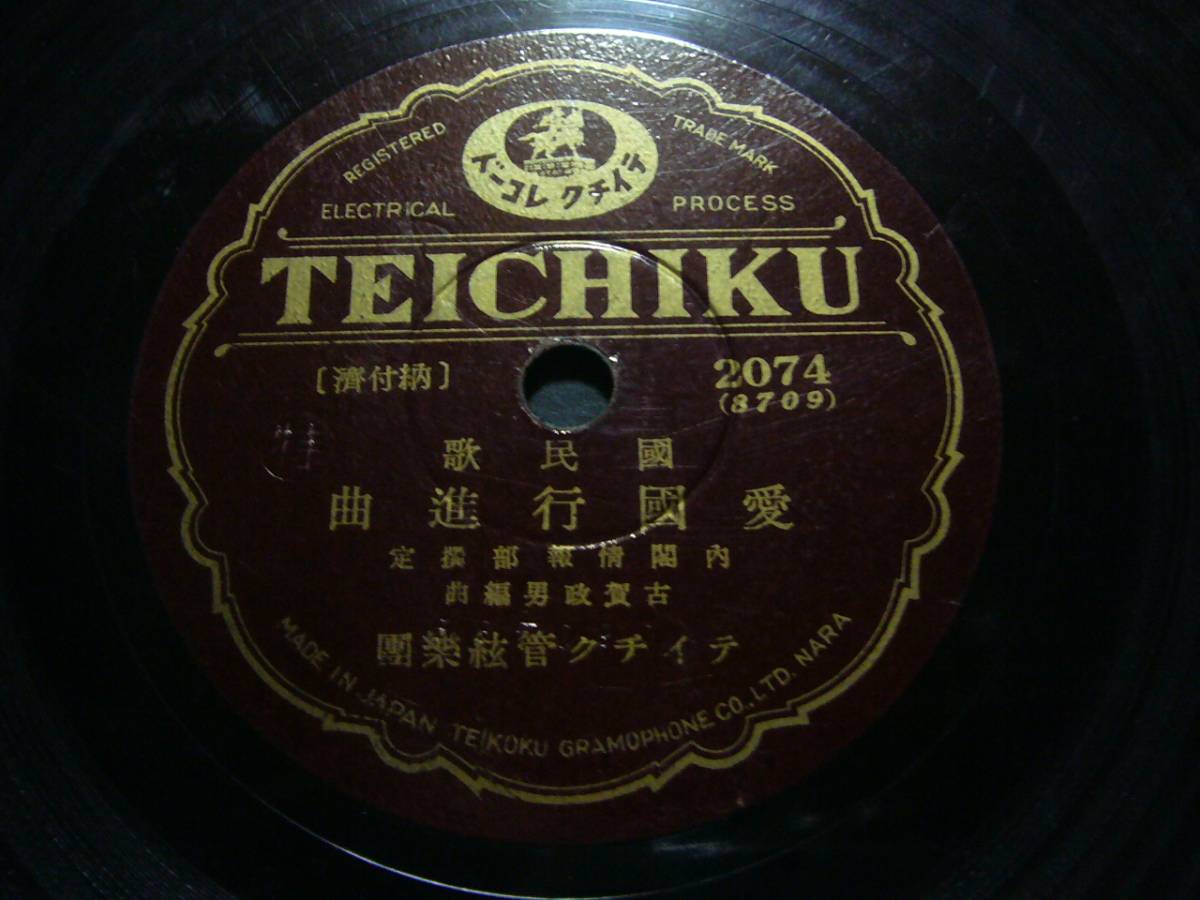 REGISTERED TRADE MARK
テイチクレコード
ELECTRICAL PROCESS
TEICHIKU
[納付濟] 2074
(8709)
國民歌
愛國行進曲
內閣情報部撰定
古賀政男編曲
テイチク管絃樂團
MADE IN JAPAN TEIKOKU GRAMOPHONE CO., LTD. NARA